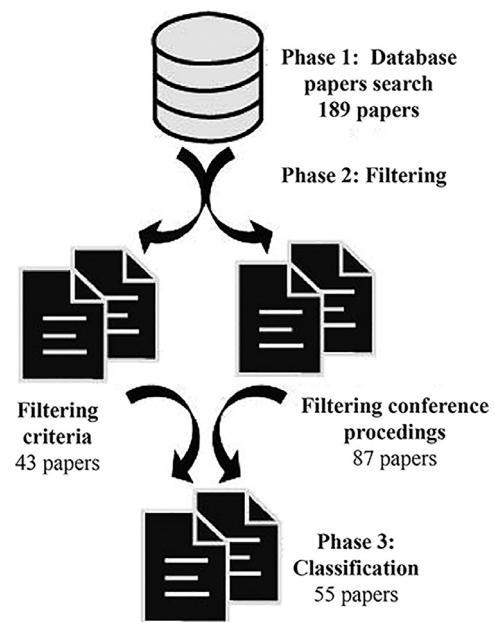 Phase 1: Database
papers search
189 papers
Phase 2: Filtering
Filtering
criteria
43 papers
Filtering conference
procedings
87 papers
Phase 3:
Classification
55 papers